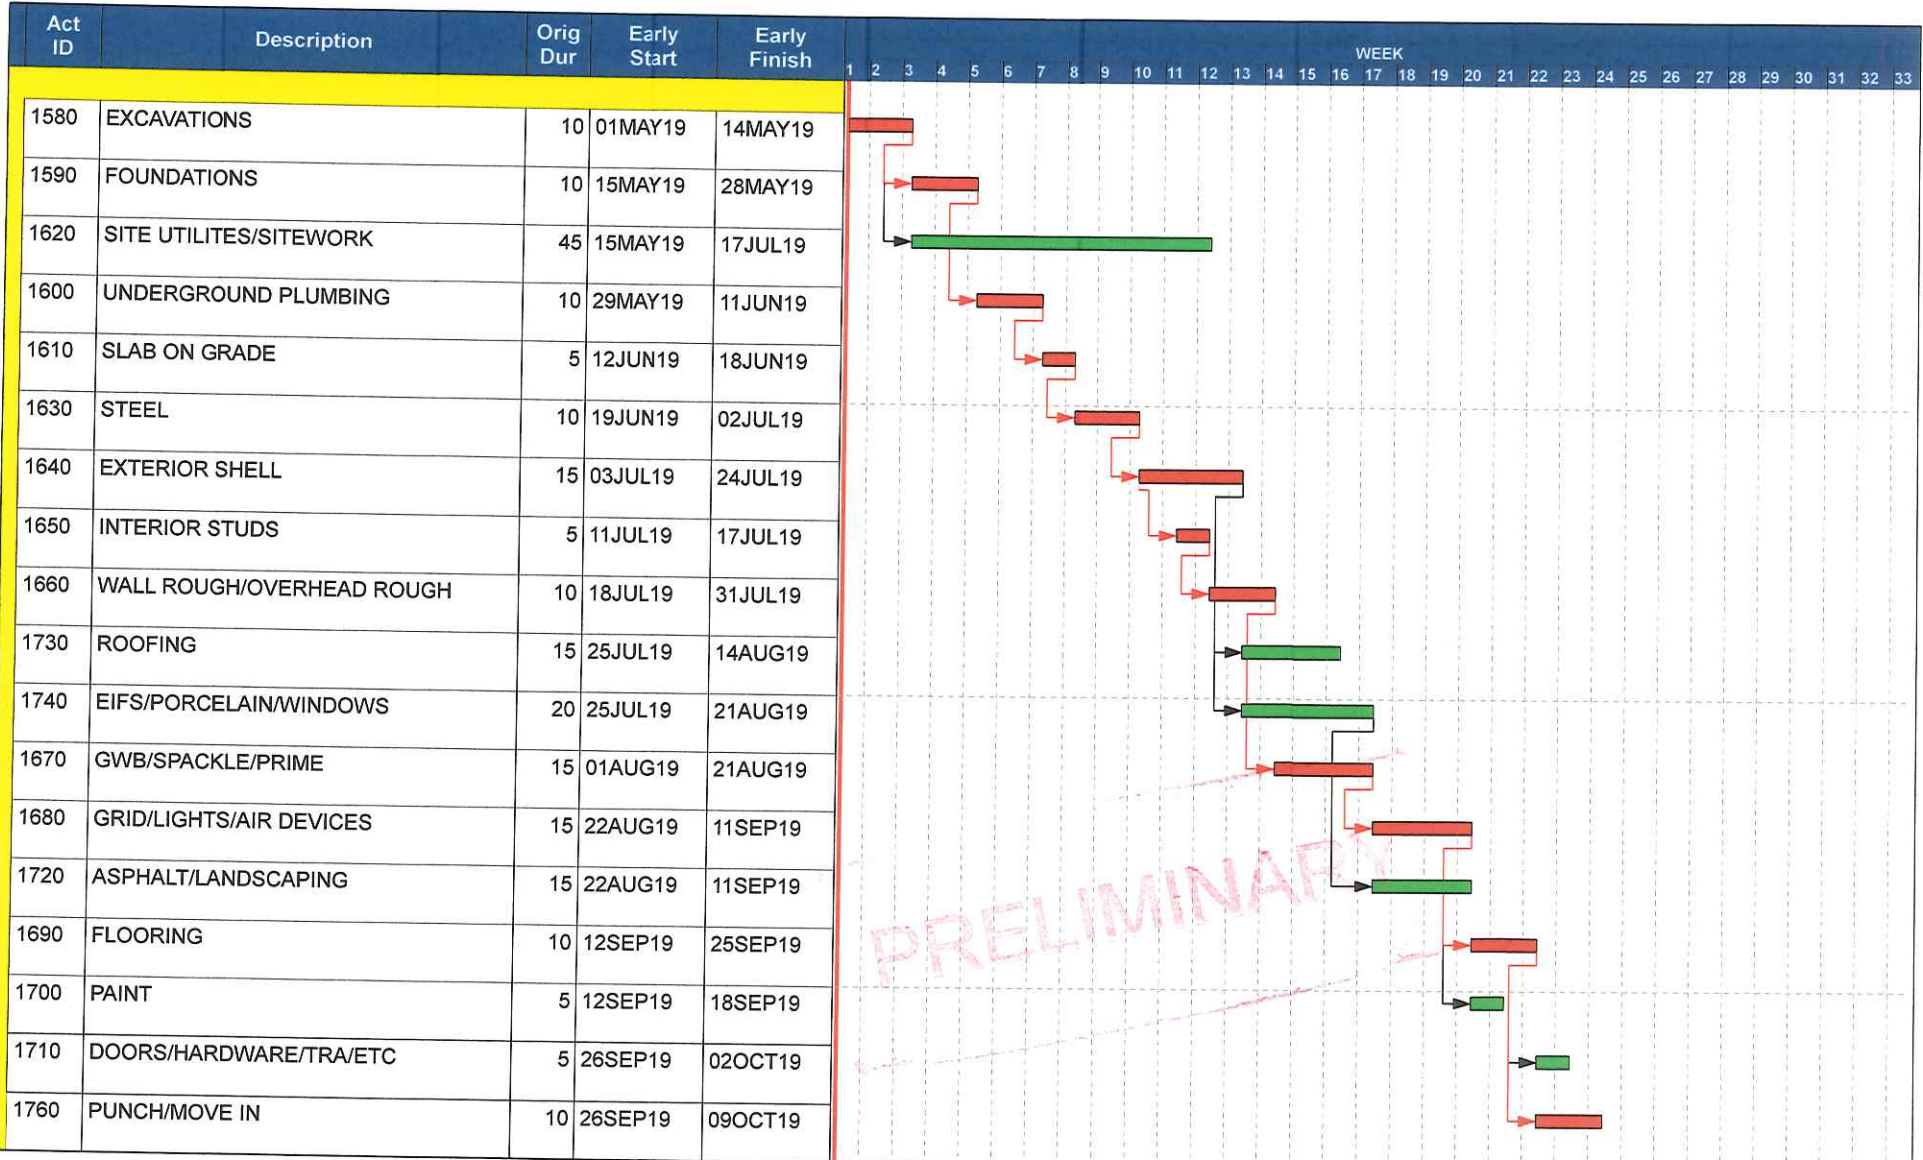 Act ID Description Orig Dur Early Start Early Finish WEEK
1 2 3 4 5 6 7 8 9 10 11 12 13 14 15 16 17 18 19 20 21 22 23 24 25 26 27 28 29 30 31 32 33
1580 EXCAVATIONS 10 01MAY19 14MAY19
1590 FOUNDATIONS 10 15MAY19 28MAY19
1620 SITE UTILITES/SITEWORK 45 15MAY19 17JUL19
1600 UNDERGROUND PLUMBING 10 29MAY19 11JUN19
1610 SLAB ON GRADE 5 12JUN19 18JUN19
1630 STEEL 10 19JUN19 02JUL19
1640 EXTERIOR SHELL 15 03JUL19 24JUL19
1650 INTERIOR STUDS 5 11JUL19 17JUL19
1660 WALL ROUGH/OVERHEAD ROUGH 10 18JUL19 31JUL19
1730 ROOFING 15 25JUL19 14AUG19
1740 EIFS/PORCELAIN/WINDOWS 20 25JUL19 21AUG19
1670 GWB/SPACKLE/PRIME 15 01AUG19 21AUG19
1680 GRID/LIGHTS/AIR DEVICES 15 22AUG19 11SEP19
1720 ASPHALT/LANDSCAPING 15 22AUG19 11SEP19
1690 FLOORING 10 12SEP19 25SEP19
1700 PAINT 5 12SEP19 18SEP19
1710 DOORS/HARDWARE/TRA/ETC 5 26SEP19 02OCT19
1760 PUNCH/MOVE IN 10 26SEP19 09OCT19
PRELIMINARY